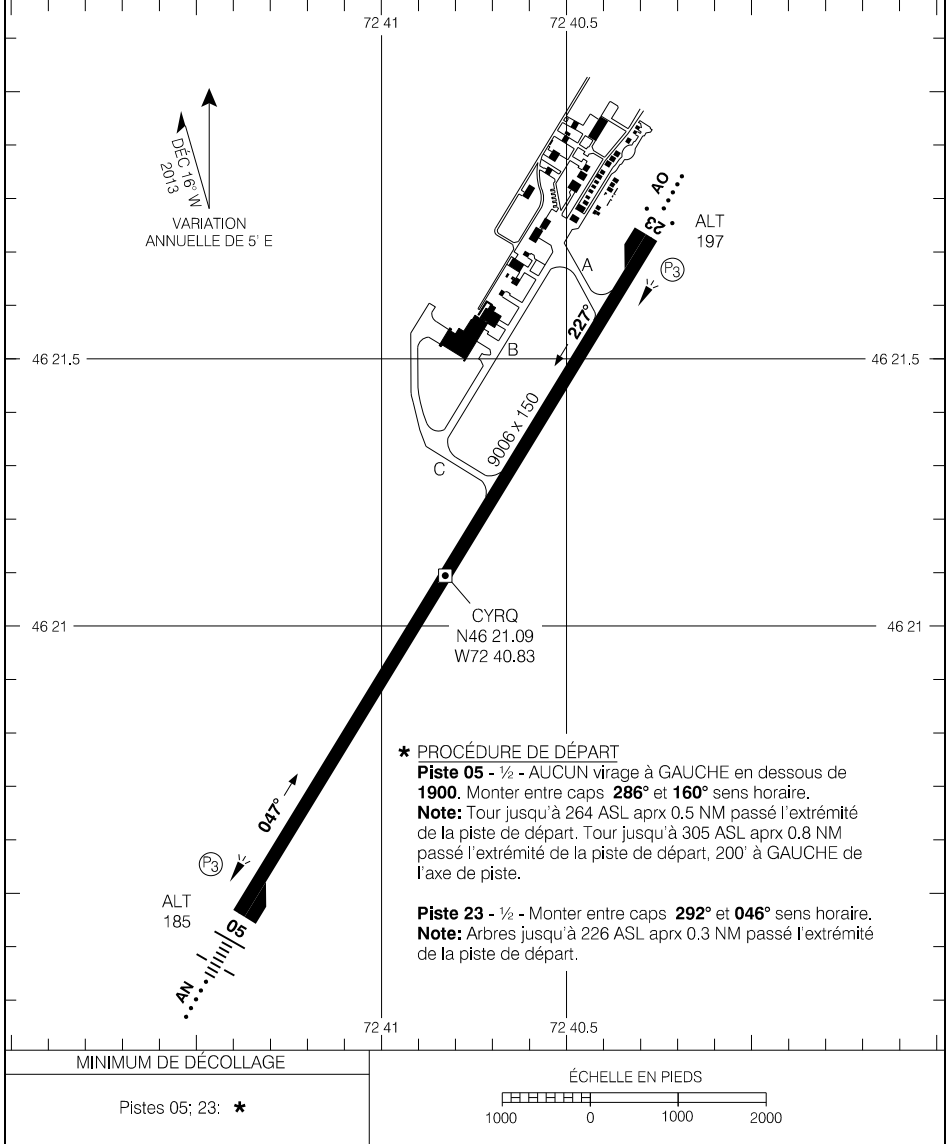 72 41
72 40.5
DÉC 16° W
2013
VARIATION
ANNUELLE DE 5' E
AO
23
ALT
197
P3
A
227°
46 21.5
B
46 21.5
9006 x 150
C
CYRQ
N46 21.09
W72 40.83
46 21
46 21
* PROCÉDURE DE DÉPART
Piste 05 - ½ - AUCUN virage à GAUCHE en dessous de
1900. Monter entre caps 286° et 160° sens horaire.
Note: Tour jusqu'à 264 ASL aprx 0.5 NM passé l'extrémité
de la piste de départ. Tour jusqu'à 305 ASL aprx 0.8 NM
passé l'extrémité de la piste de départ, 200' à GAUCHE de
l'axe de piste.
Piste 23 - ½ - Monter entre caps 292° et 046° sens horaire.
Note: Arbres jusqu'à 226 ASL aprx 0.3 NM passé l'extrémité
de la piste de départ.
047°
P3
ALT
185
05
AN
72 41
72 40.5
MINIMUM DE DÉCOLLAGE
Pistes 05; 23: *
ÉCHELLE EN PIEDS
1000 0 1000 2000